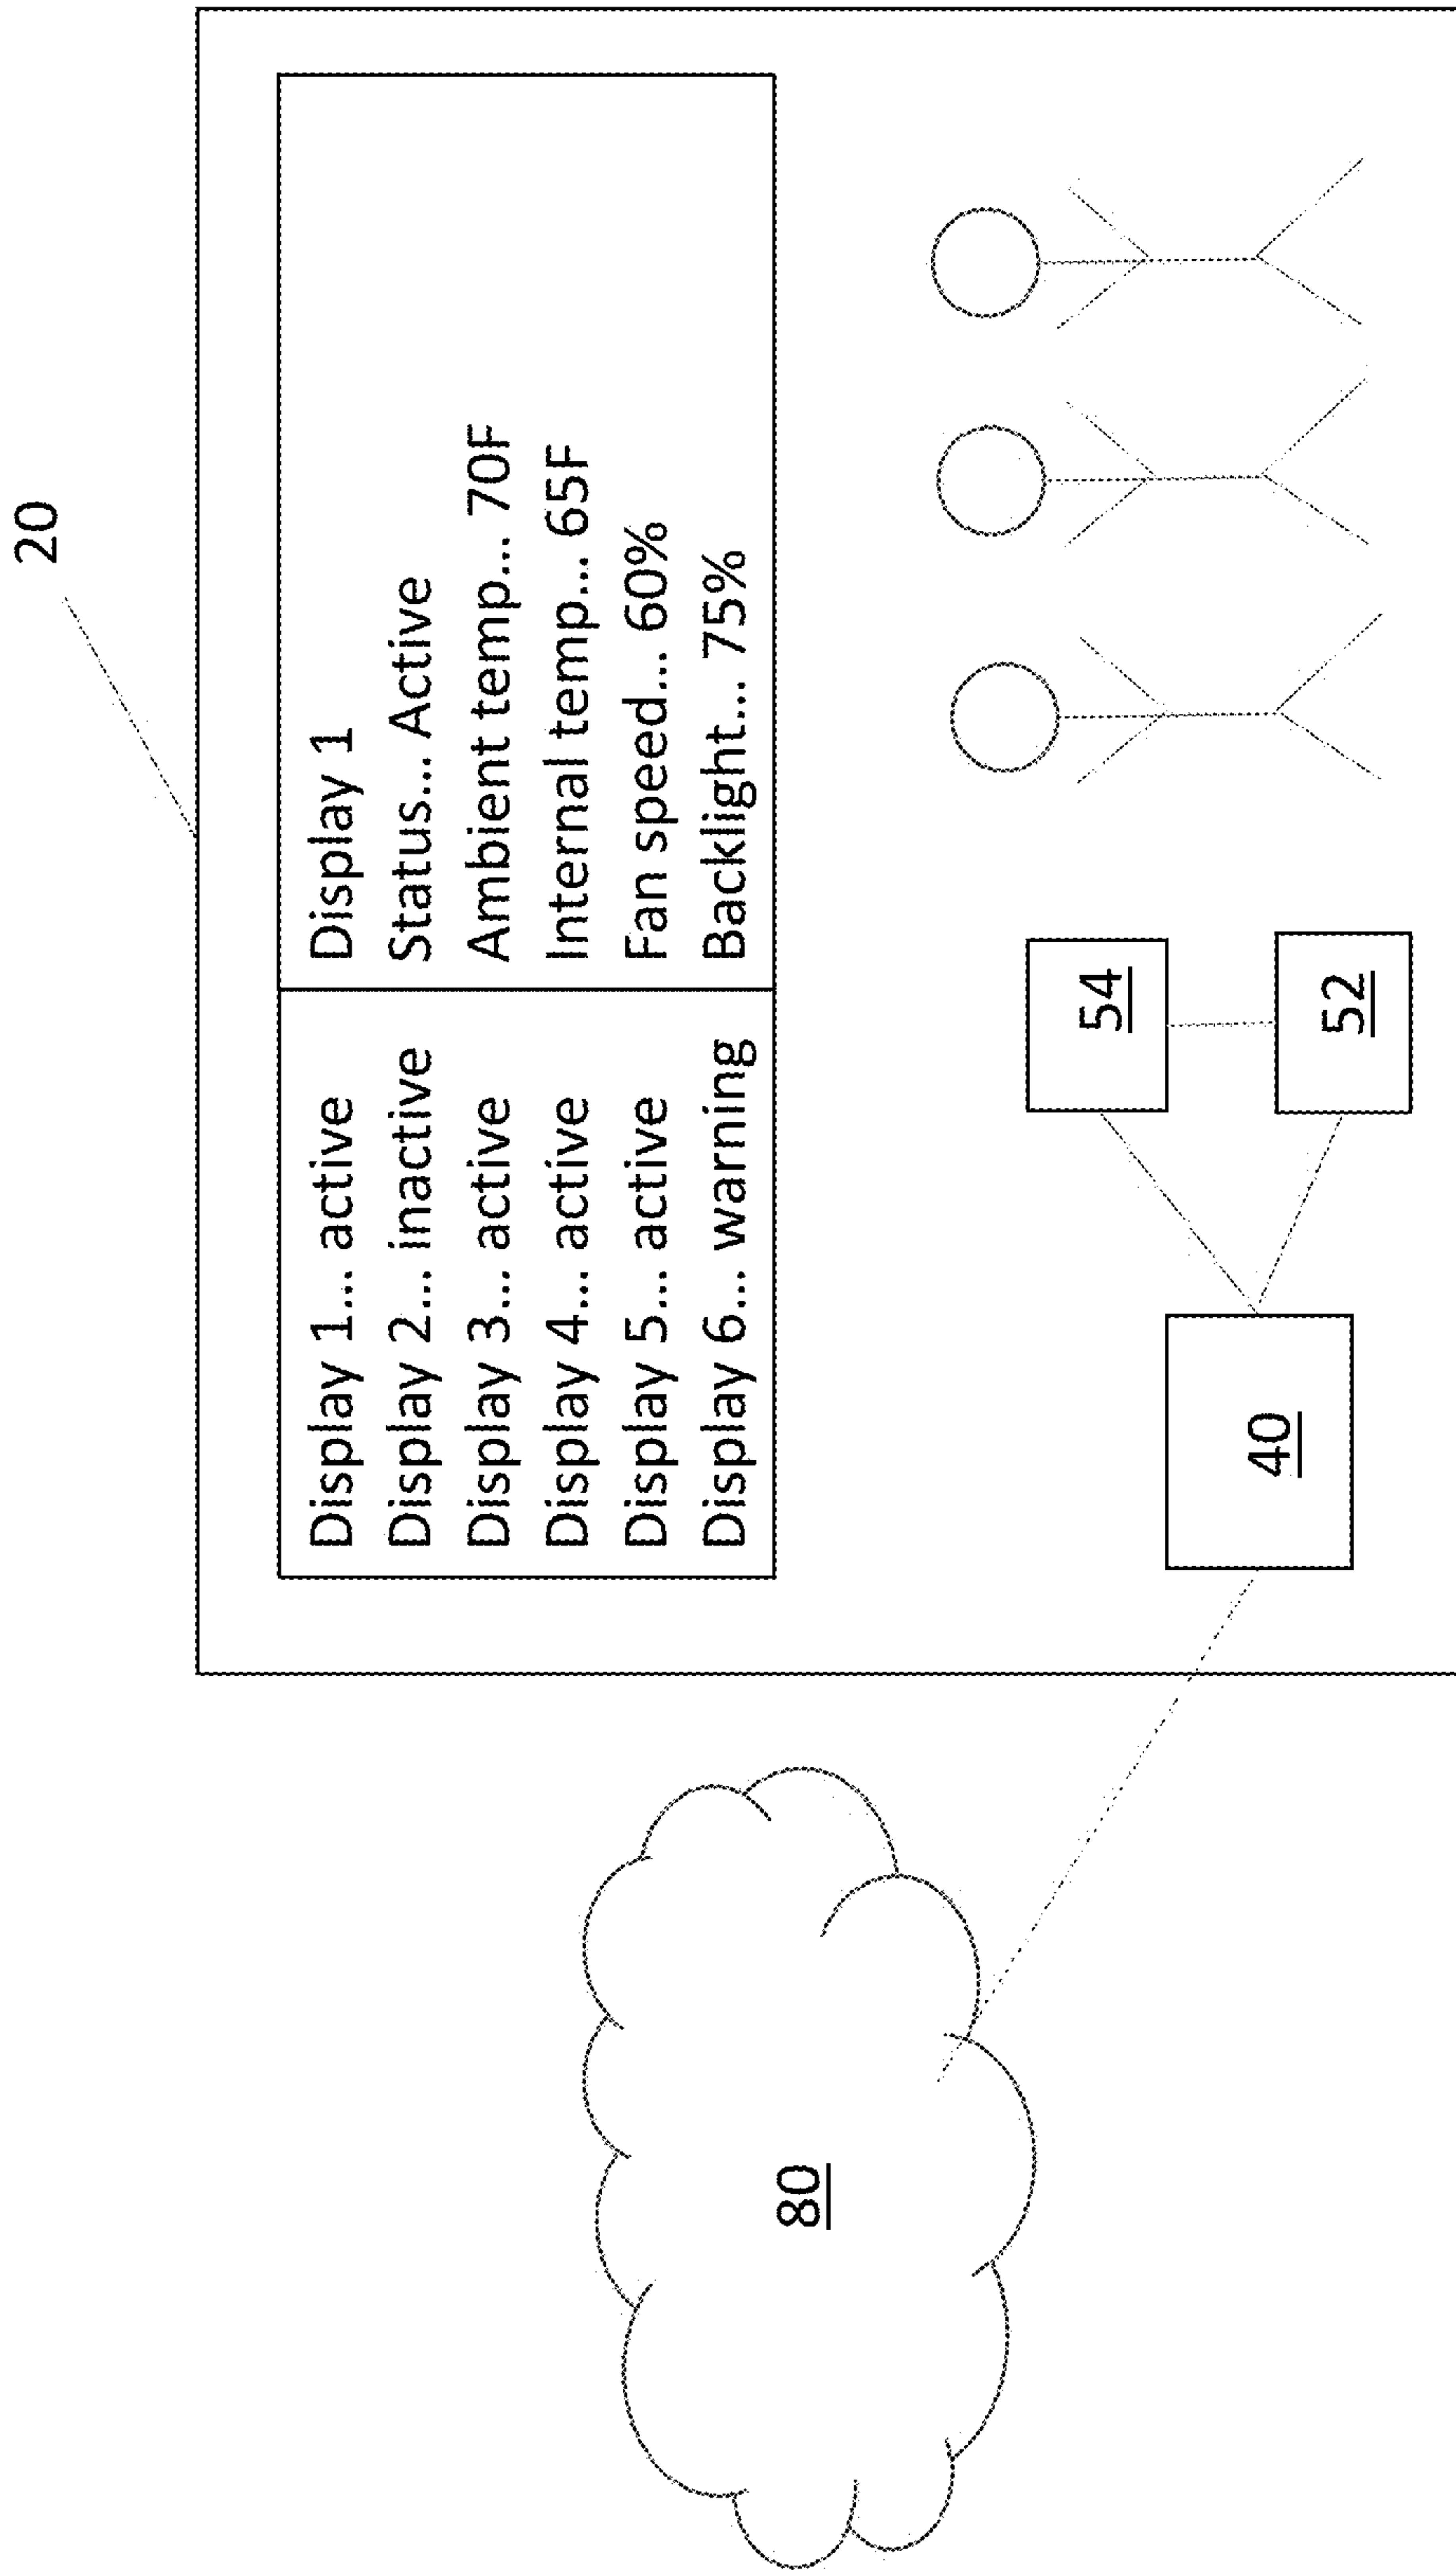 20
Display 1... active
Display 2... inactive
Display 3... active
Display 4... active
Display 5... active
Display 6... warning
Display 1
Status... Active
Ambient temp... 70F
Internal temp... 65F
Fan speed... 60%
Backlight... 75%
80
40
54
52